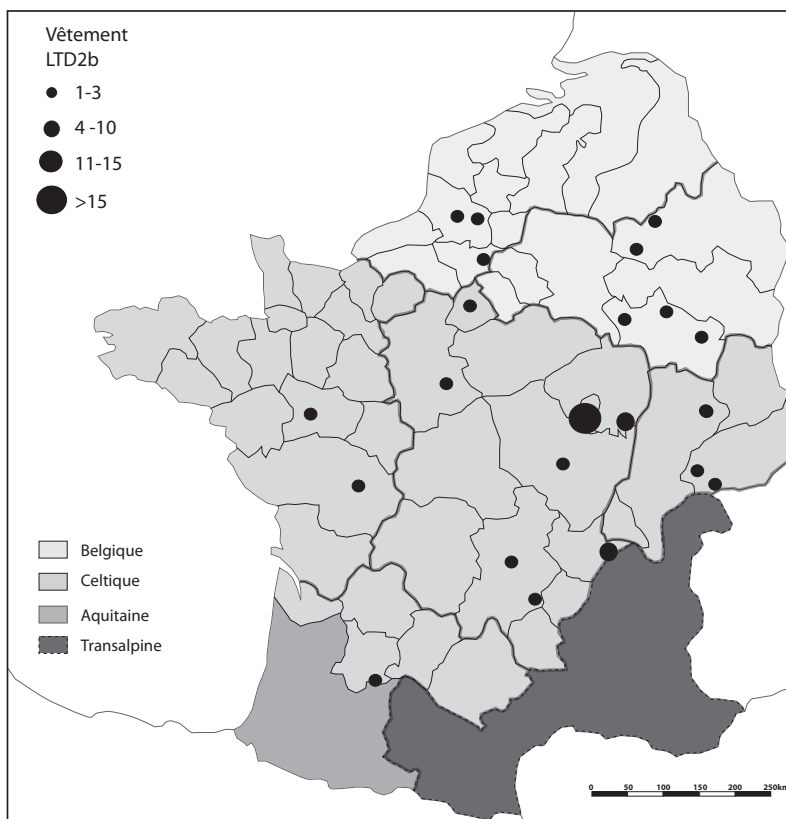 Vêtement
LTD2b
1-3
4 -10
11-15
>15
Belgique
Celtique
Aquitaine
Transalpine
0 50 100 150 200 250km